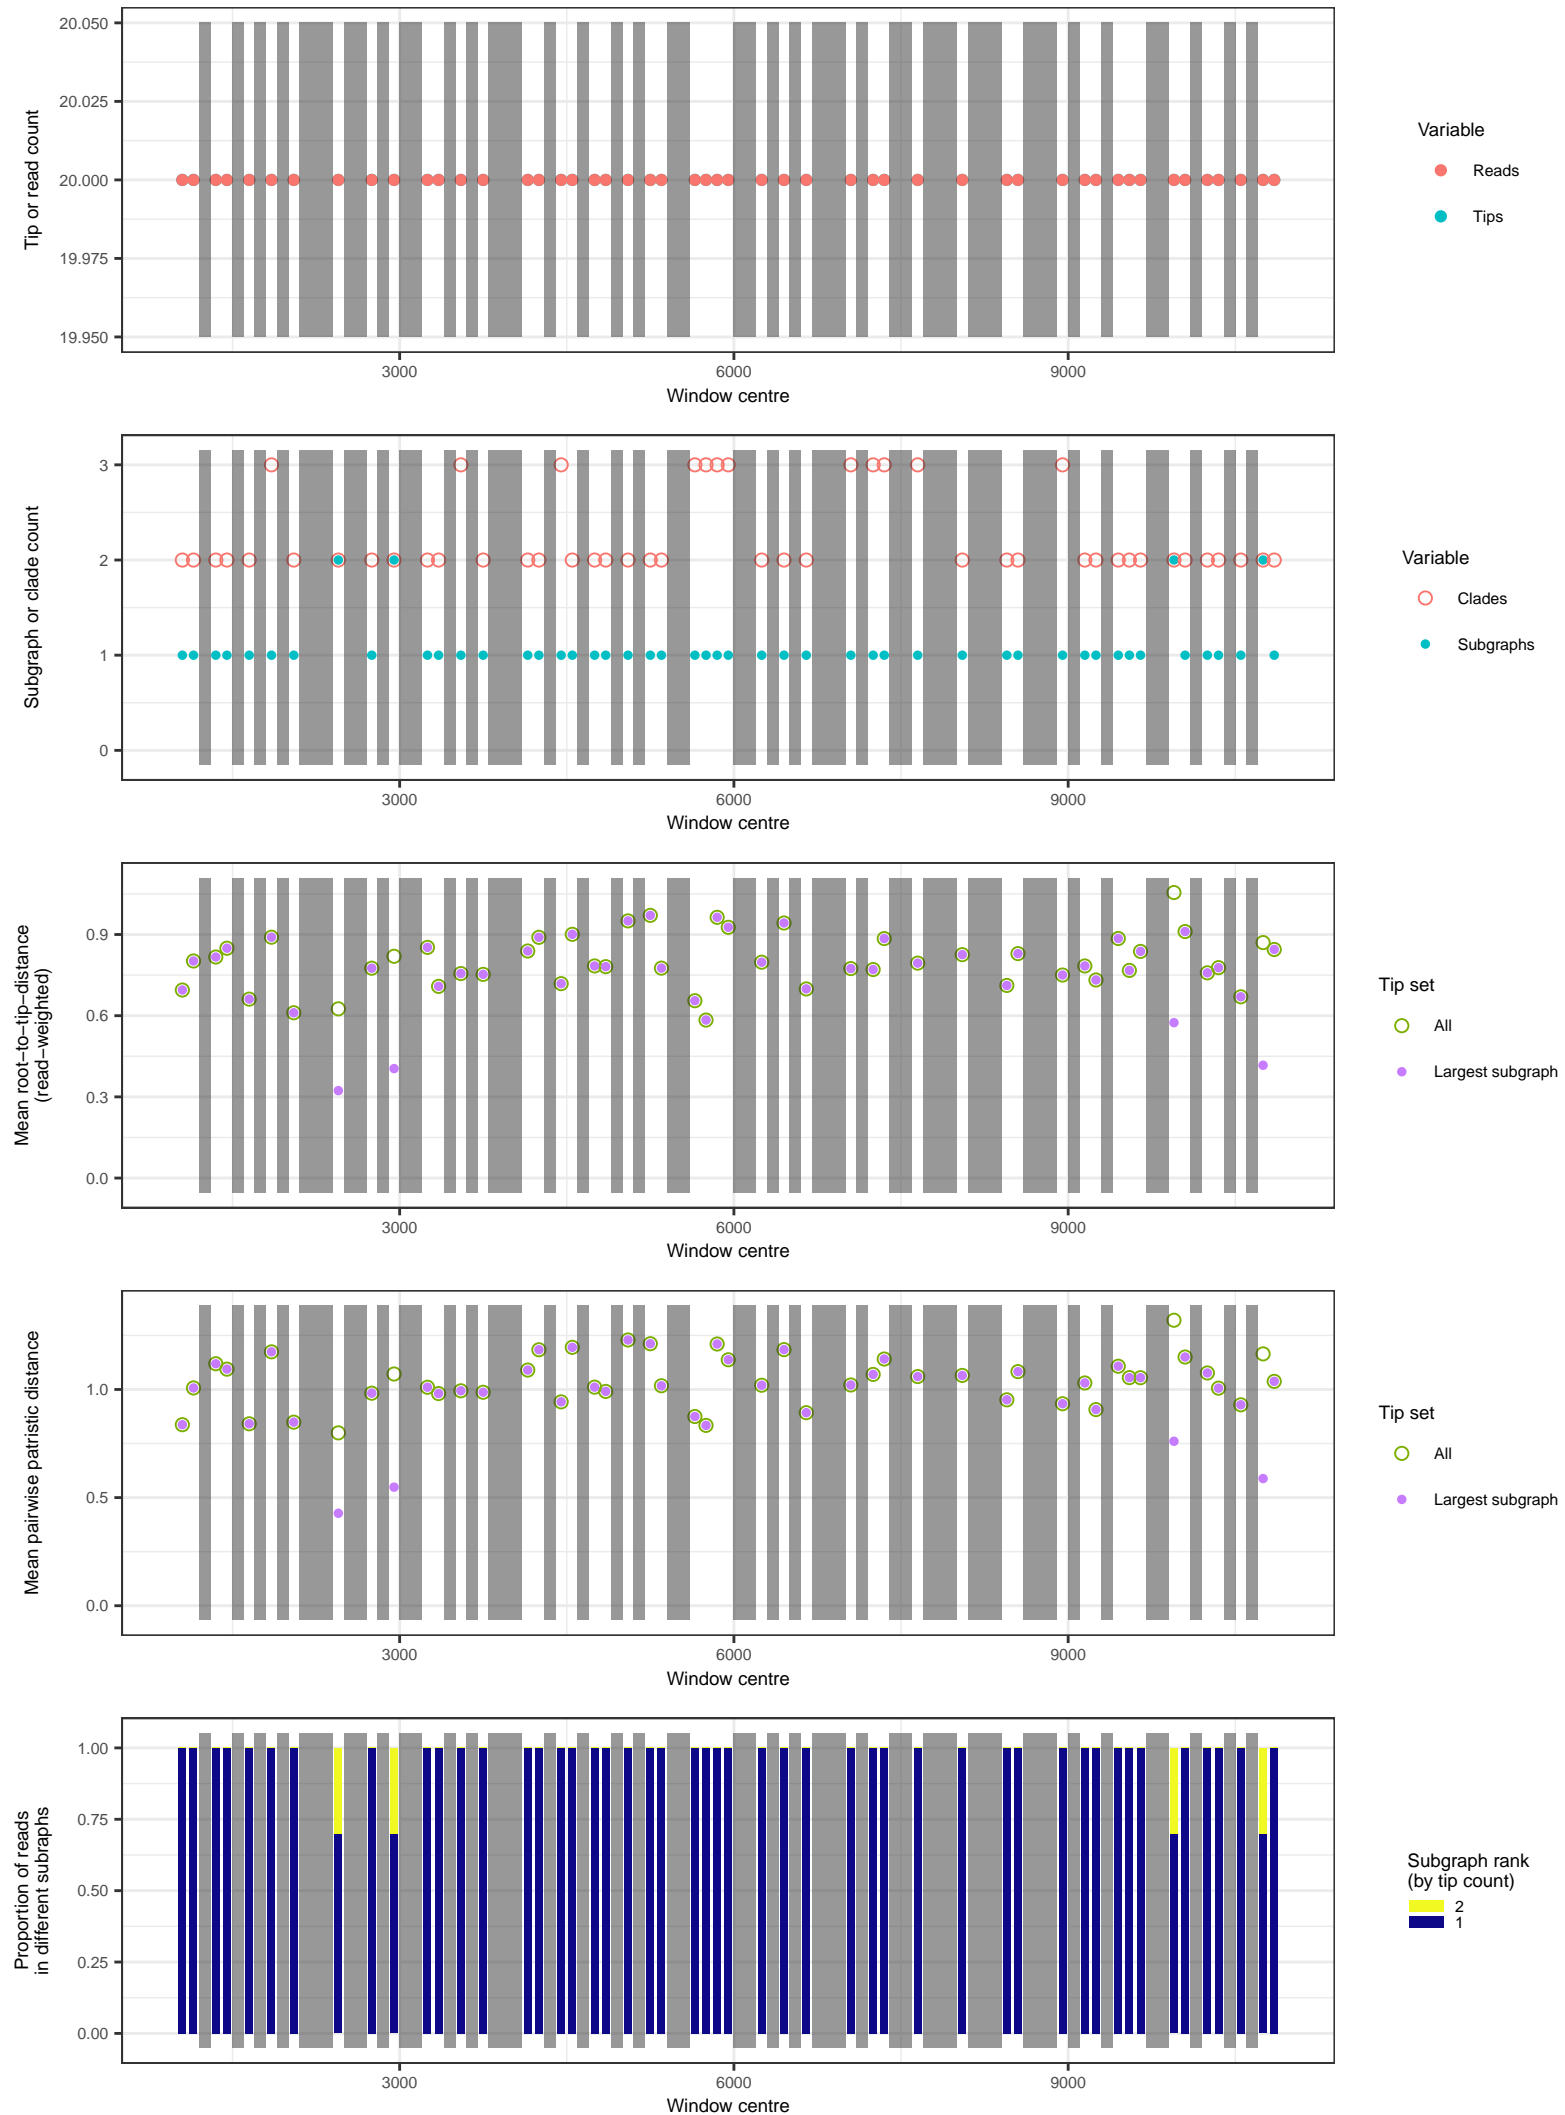 20.050
20.025
20.000
19.975
19.950
Tip or read count
3000
6000
9000
Window centre
Variable
Reads
Tips
3
2
1
0
Subgraph or clade count
3000
6000
9000
Window centre
Variable
Clades
Subgraphs
0.9
0.6
0.3
0.0
Mean root−to−tip−distance
(read−weighted)
3000
6000
9000
Window centre
Tip set
All
Largest subgraph
1.0
0.5
0.0
Mean pairwise patristic distance
3000
6000
9000
Window centre
Tip set
All
Largest subgraph
1.00
0.75
0.50
0.25
0.00
Proportion of reads
in different subraphs
3000
6000
9000
Window centre
Subgraph rank
(by tip count)
2
1